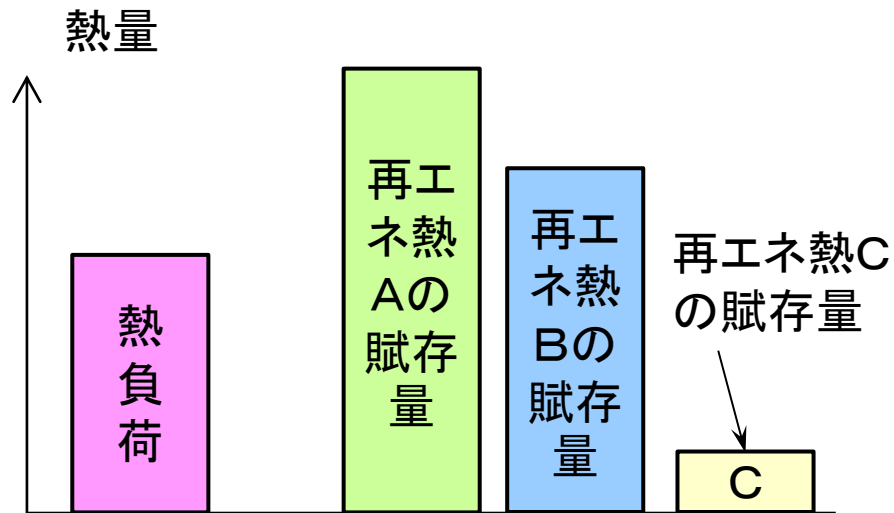 熱量
熱
負
荷
再エ
ネ熱
Aの
賦存
量
再エ
ネ熱
Bの
賦存
量
再エネ熱C
の賦存量
C